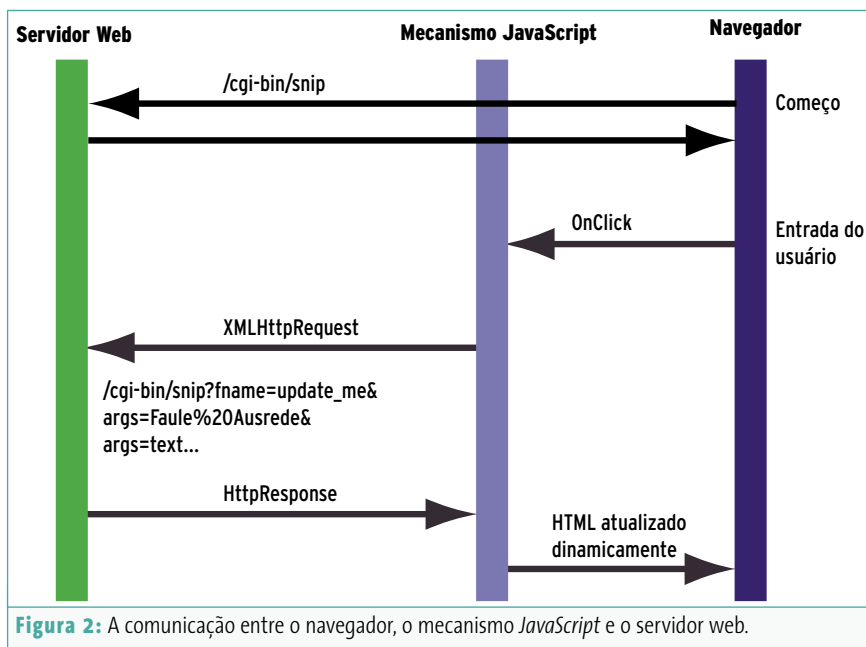 Servidor Web
Mecanismo JavaScript
Navegador
/cgi-bin/snip
Começo
OnClick
Entrada do
usuário
XMLHttpRequest
/cgi-bin/snip?fname=update_me&
args=Faule%20Ausrede&
args=text...
HttpResponse
HTML atualizado
dinamicamente
Figura 2: A comunicação entre o navegador, o mecanismo JavaScript e o servidor web.